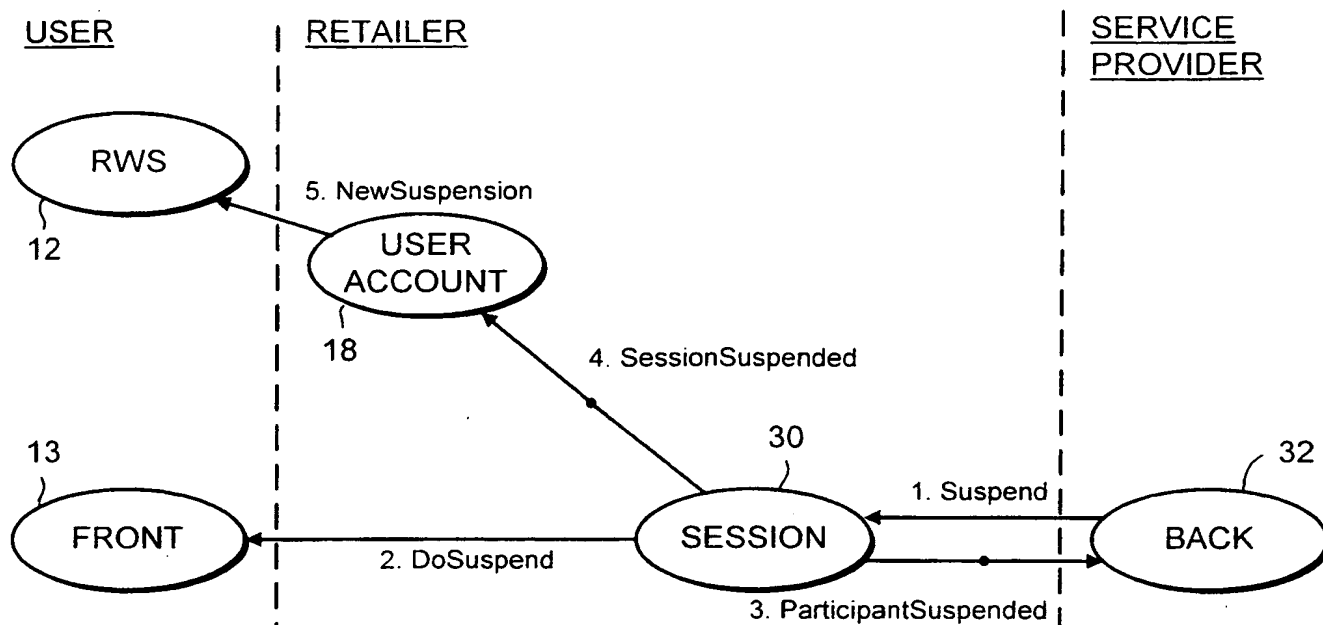 USER
RETAILER
SERVICE
PROVIDER
RWS
5. NewSuspension
12
USER
ACCOUNT
18
4. SessionSuspended
13
30
32
1. Suspend
FRONT
2. DoSuspend
SESSION
BACK
3. ParticipantSuspended